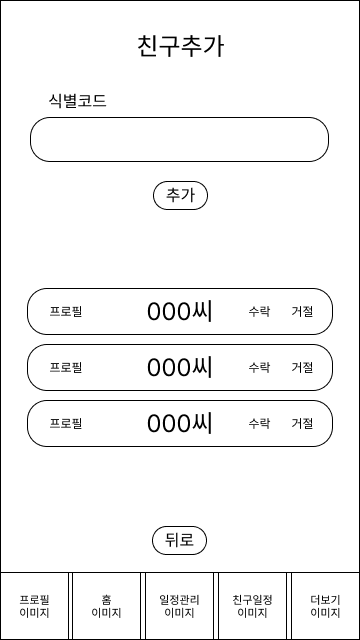 친구추가
식별코드
추가
프로필 000씨 수락 거절
프로필 000씨 수락 거절
프로필 000씨 수락 거절
뒤로
프로필 홈 일정관리 친구일정 더보기
이미지 이미지 이미지 이미지 이미지